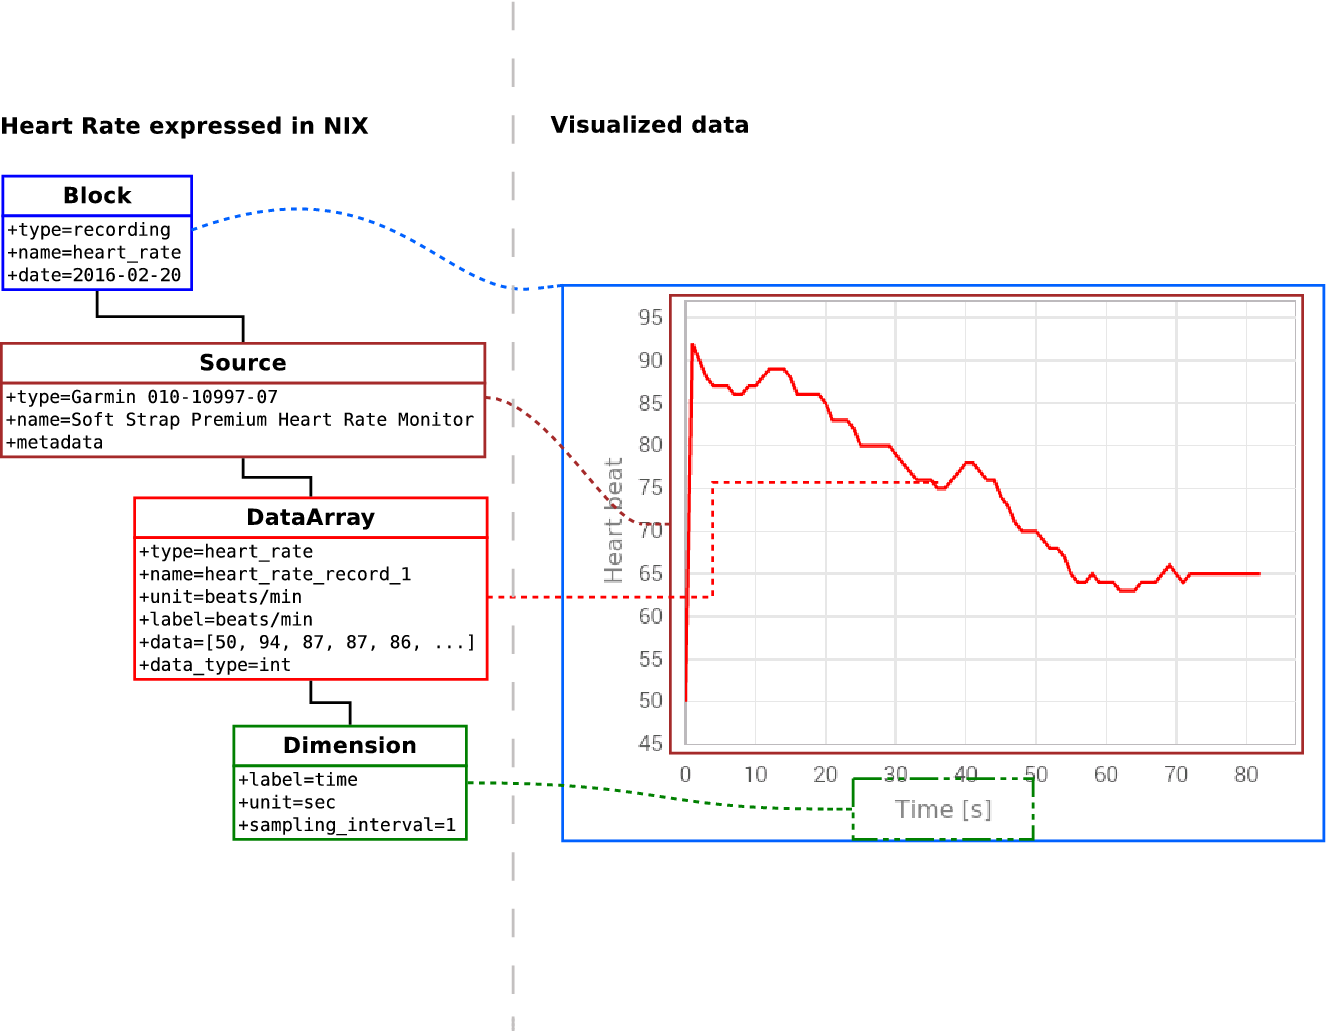 Heart Rate expressed in NIX
Visualized data
Block
+type=recording
+name=heart_rate
+date=2016-02-20
Source
+type=Garmin 010-10997-07
+name=Soft Strap Premium Heart Rate Monitor
+metadata
DataArray
+type=heart_rate
+name=heart_rate_record_1
+unit=beats/min
+label=beats/min
+data=[50, 94, 87, 87, 86, ...]
+data_type=int
Dimension
+label=time
+unit=sec
+sampling_interval=1
Heart beat
95
90
85
80
75
70
65
60
55
50
45
0 10 20 30 40 50 60 70 80
Time [s]